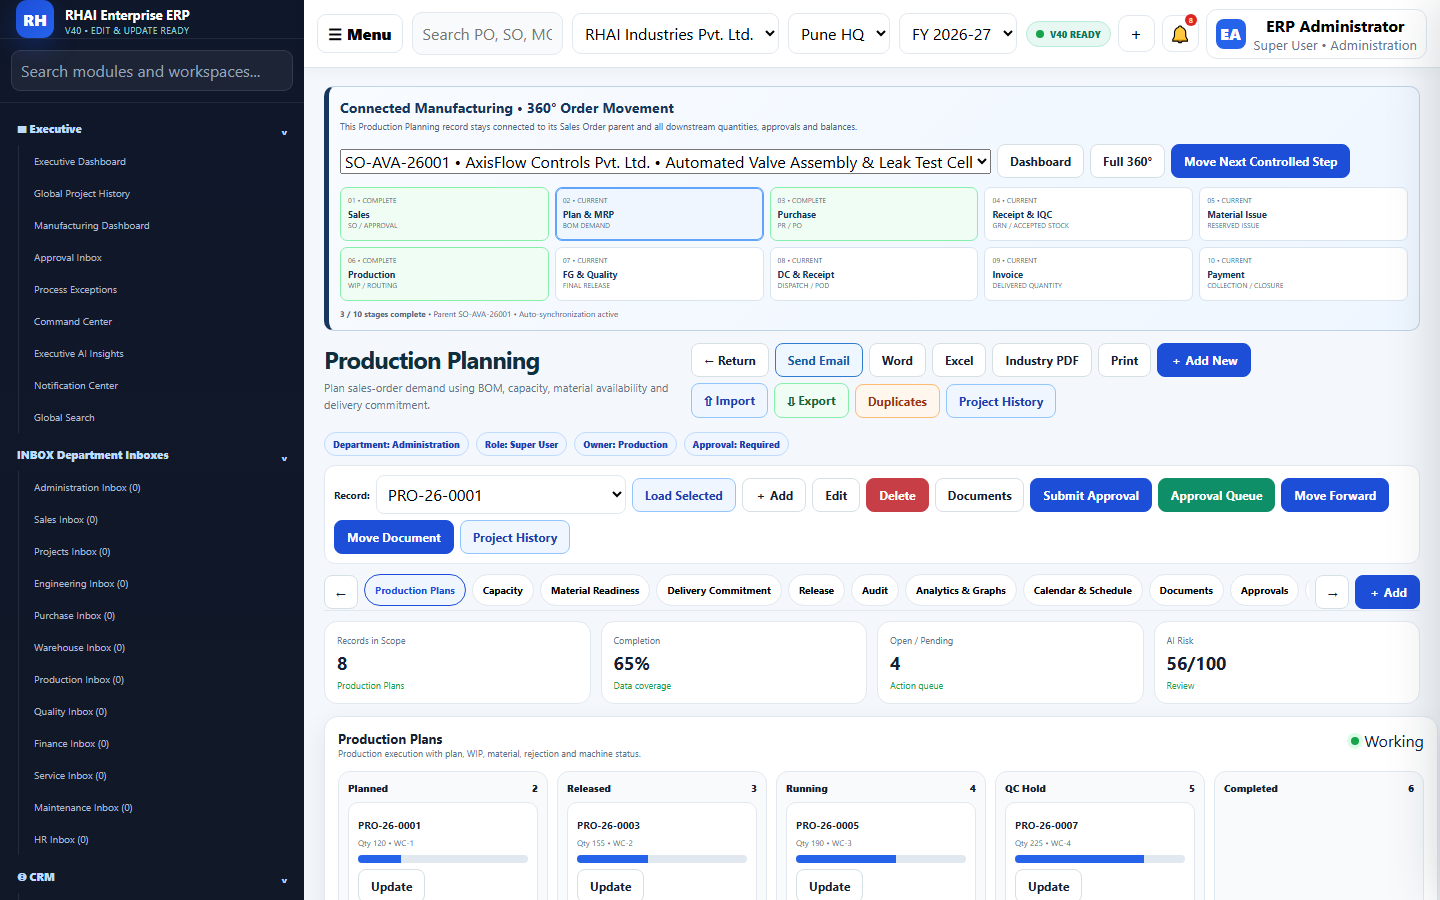 RH
RHAI Enterprise ERP
V40 • EDIT & UPDATE READY
Search modules and workspaces...
Executive
Executive Dashboard
Global Project History
Manufacturing Dashboard
Approval Inbox
Process Exceptions
Command Center
Executive AI Insights
Notification Center
Global Search
INBOX Department Inboxes
Administration Inbox (0)
Sales Inbox (0)
Projects Inbox (0)
Engineering Inbox (0)
Purchase Inbox (0)
Warehouse Inbox (0)
Production Inbox (0)
Quality Inbox (0)
Finance Inbox (0)
Service Inbox (0)
Maintenance Inbox (0)
HR Inbox (0)
CRM
☰ Menu
Search PO, SO, MO
RHAI Industries Pvt. Ltd.
Pune HQ
FY 2026-27
V40 READY
+
8
EA
ERP Administrator
Super User • Administration
Connected Manufacturing • 360° Order Movement
This Production Planning record stays connected to its Sales Order parent and all downstream quantities, approvals and balances.
SO-AVA-26001 • AxisFlow Controls Pvt. Ltd. • Automated Valve Assembly & Leak Test Cell
Dashboard
Full 360°
Move Next Controlled Step
01 • COMPLETE
Sales
SO / APPROVAL
02 • CURRENT
Plan & MRP
BOM DEMAND
03 • COMPLETE
Purchase
PR / PO
04 • CURRENT
Receipt & IQC
GRN / ACCEPTED STOCK
05 • CURRENT
Material Issue
RESERVED ISSUE
06 • COMPLETE
Production
WIP / ROUTING
07 • CURRENT
FG & Quality
FINAL RELEASE
08 • CURRENT
DC & Receipt
DISPATCH / POD
09 • CURRENT
Invoice
DELIVERED QUANTITY
10 • CURRENT
Payment
COLLECTION / CLOSURE
3 / 10 stages complete • Parent SO-AVA-26001 • Auto-synchronization active
Production Planning
Plan sales-order demand using BOM, capacity, material availability and
delivery commitment.
← Return
Send Email
Word
Excel
Industry PDF
Print
+ Add New
⇧ Import
⇩ Export
Duplicates
Project History
Department: Administration
Role: Super User
Owner: Production
Approval: Required
Record:
PRO-26-0001
Load Selected
+ Add
Edit
Delete
Documents
Submit Approval
Approval Queue
Move Forward
Move Document
Project History
←
Production Plans
Capacity
Material Readiness
Delivery Commitment
Release
Audit
Analytics & Graphs
Calendar & Schedule
Documents
Approvals
→
+ Add
Records in Scope
8
Production Plans
Completion
65%
Data coverage
Open / Pending
4
Action queue
AI Risk
56/100
Review
Production Plans
Production execution with plan, WIP, material, rejection and machine status.
Working
Planned 2
PRO-26-0001
Qty 120 • WC-1
Update
Released 3
PRO-26-0003
Qty 155 • WC-2
Update
Running 4
PRO-26-0005
Qty 190 • WC-3
Update
QC Hold 5
PRO-26-0007
Qty 225 • WC-4
Update
Completed 6